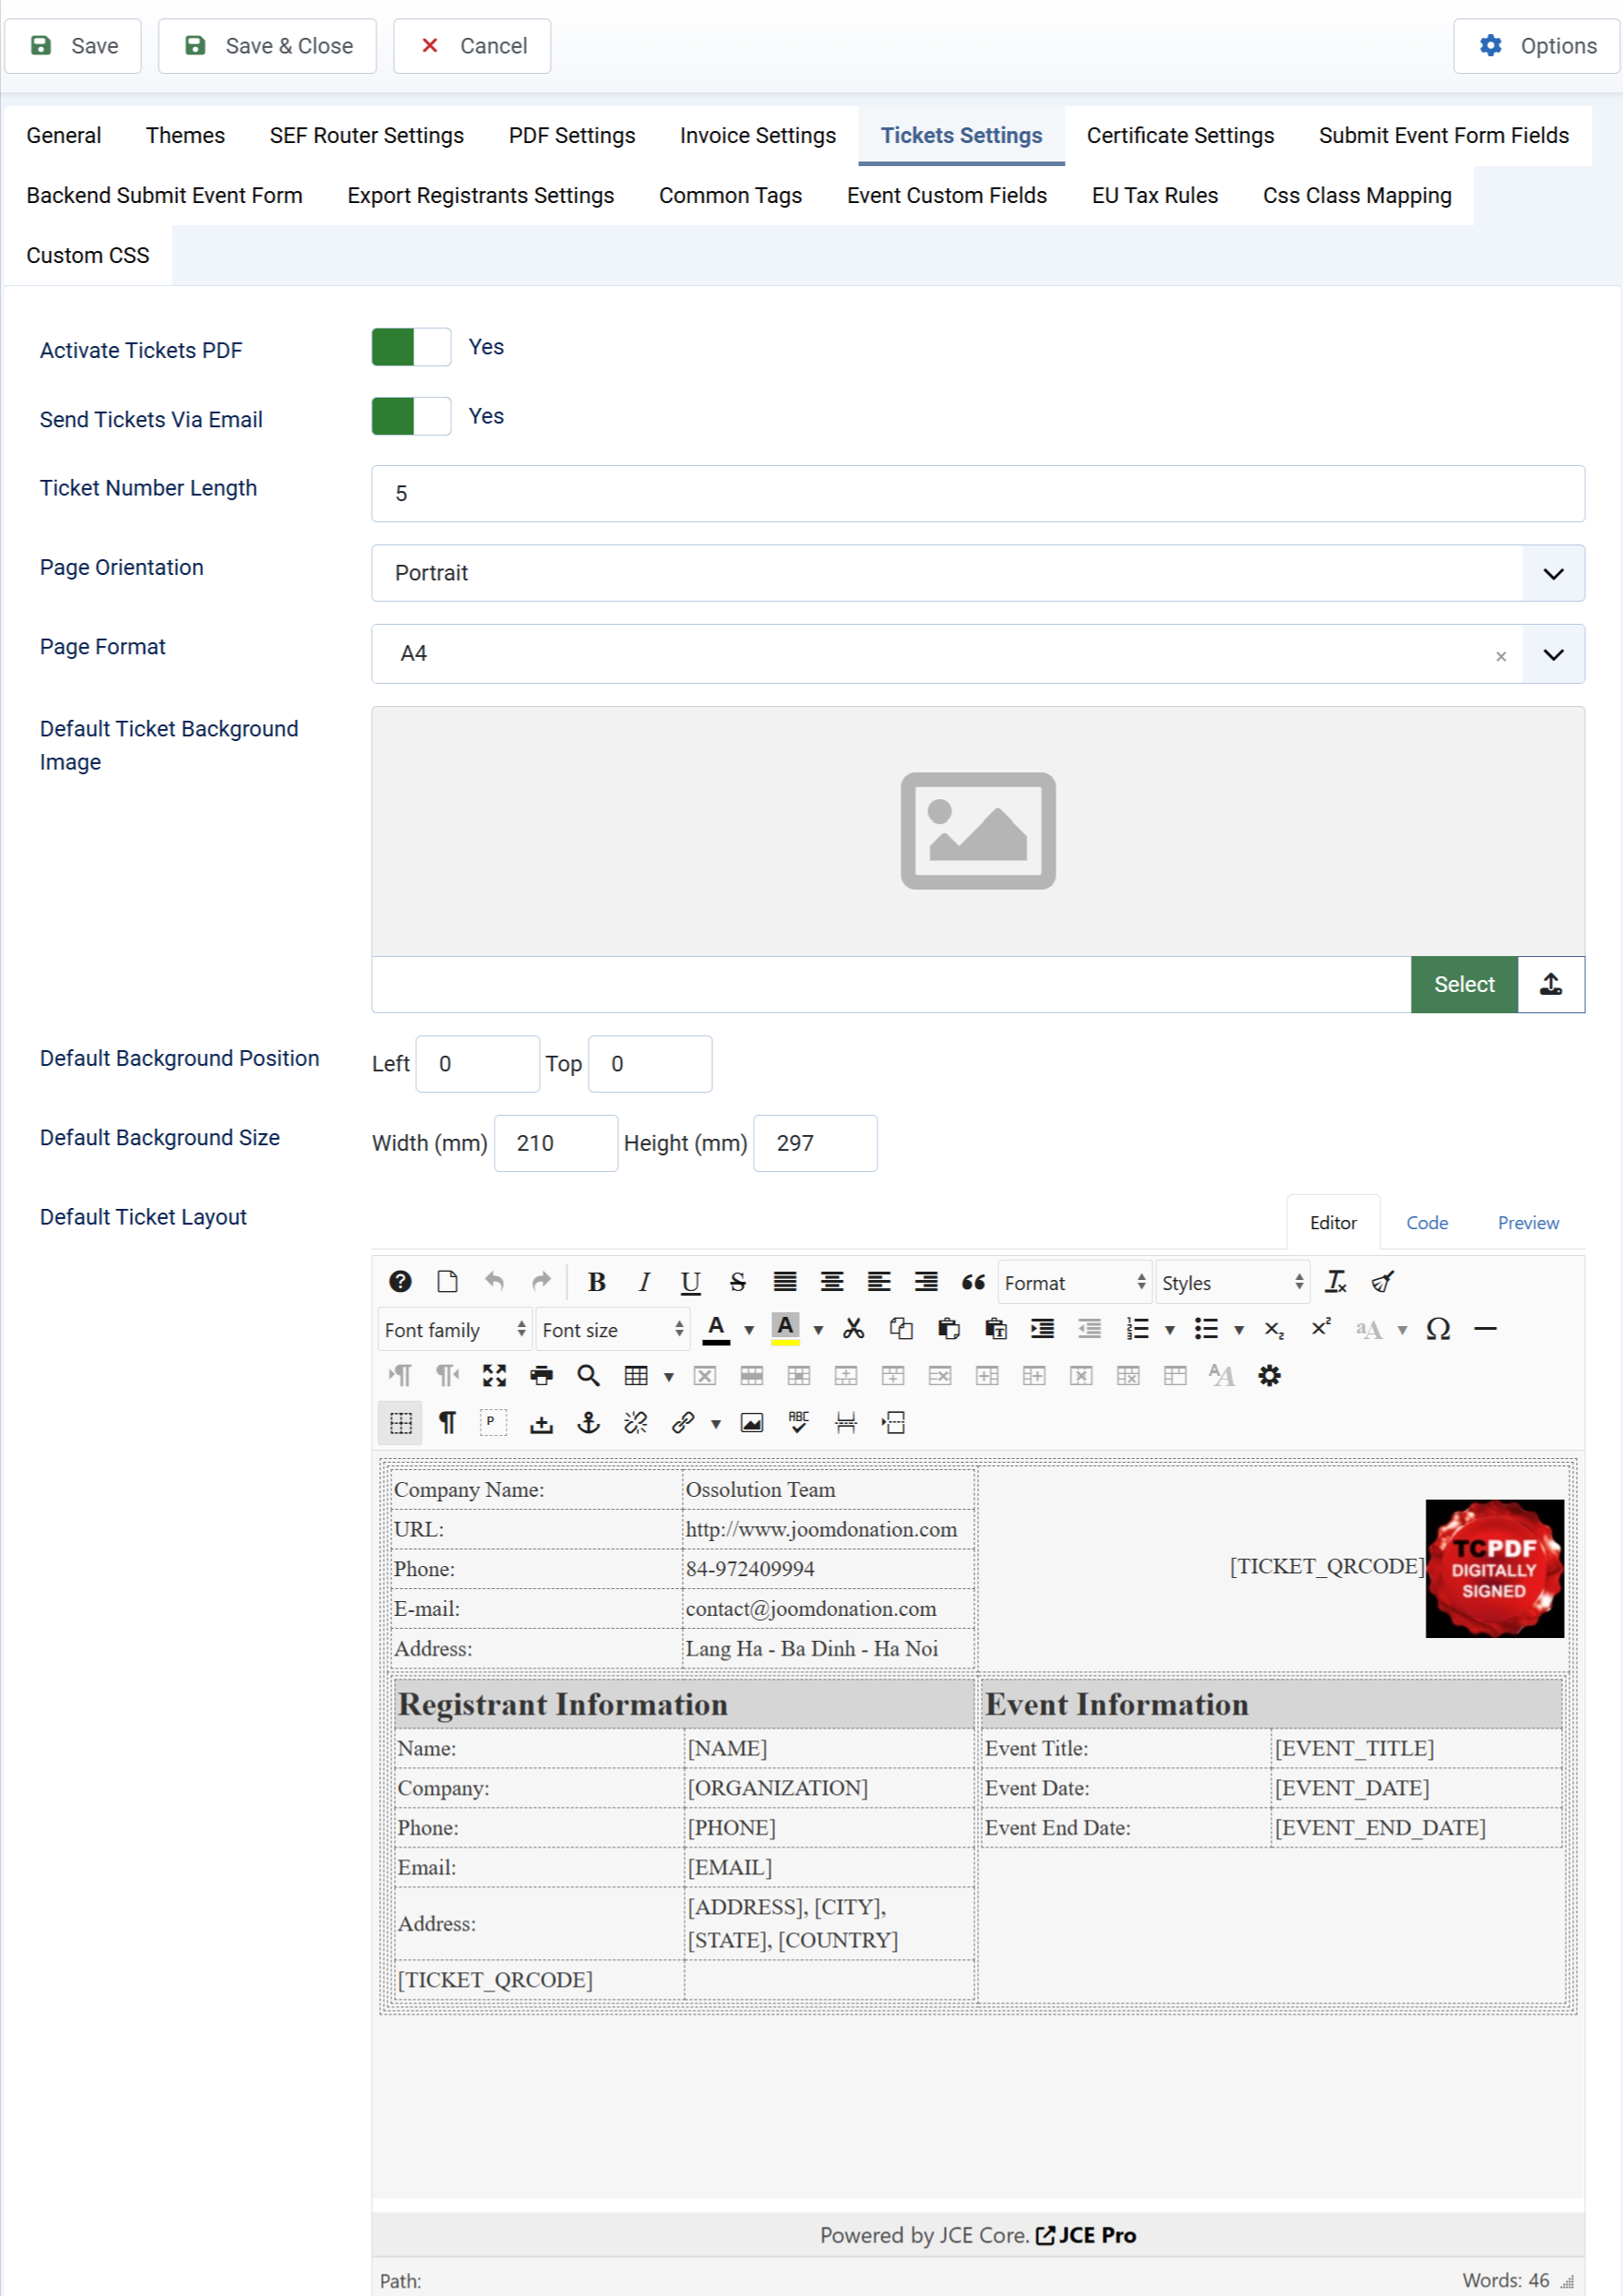 Save
Save & Close
Cancel
Options
General Themes SEF Router Settings PDF Settings Invoice Settings Tickets Settings Certificate Settings Submit Event Form Fields
Backend Submit Event Form Export Registrants Settings Common Tags Event Custom Fields EU Tax Rules Css Class Mapping
Custom CSS
Activate Tickets PDF Yes
Send Tickets Via Email Yes
Ticket Number Length 5
Page Orientation Portrait
Page Format A4 ×
Default Ticket Background
Image
Select
Default Background Position Left 0 Top 0
Default Background Size Width (mm) 210 Height (mm) 297
Default Ticket Layout Editor Code Preview
B I U S Format Styles
Font family Font size A A
P ABC
Company Name: Ossolution Team
URL: http://www.joomdonation.com
Phone: 84-972409994
E-mail: contact@joomdonation.com
Address: Lang Ha - Ba Dinh - Ha Noi
[TICKET_QRCODE]
TCPDF
DIGITALLY
SIGNED
Registrant Information
Name: [NAME]
Company: [ORGANIZATION]
Phone: [PHONE]
Email: [EMAIL]
Address: [ADDRESS], [CITY],
[STATE], [COUNTRY]
[TICKET_QRCODE]
Event Information
Event Title: [EVENT_TITLE]
Event Date: [EVENT_DATE]
Event End Date: [EVENT_END_DATE]
Powered by JCE Core. JCE Pro
Path: Words: 46